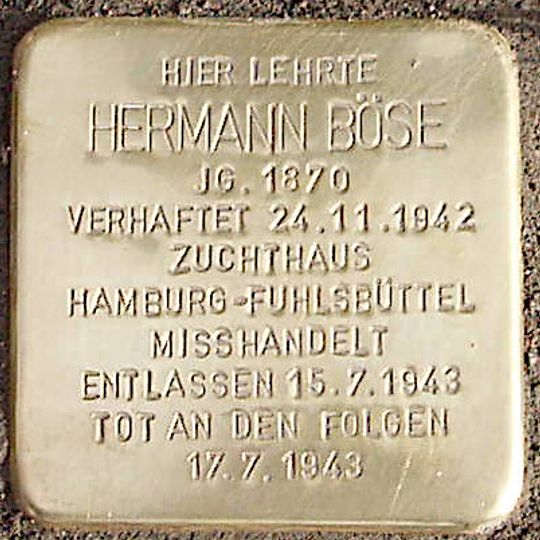 HIER LEHRTE
HERMANN BÖSE
JG. 1870
VERHAFTET 24.11.1942
ZUCHTHAUS
HAMBURG-FUHLSBÜTTEL
MISSHANDELT
ENTLASSEN 15.7.1943
TOT AN DEN FOLGEN
17.7.1943